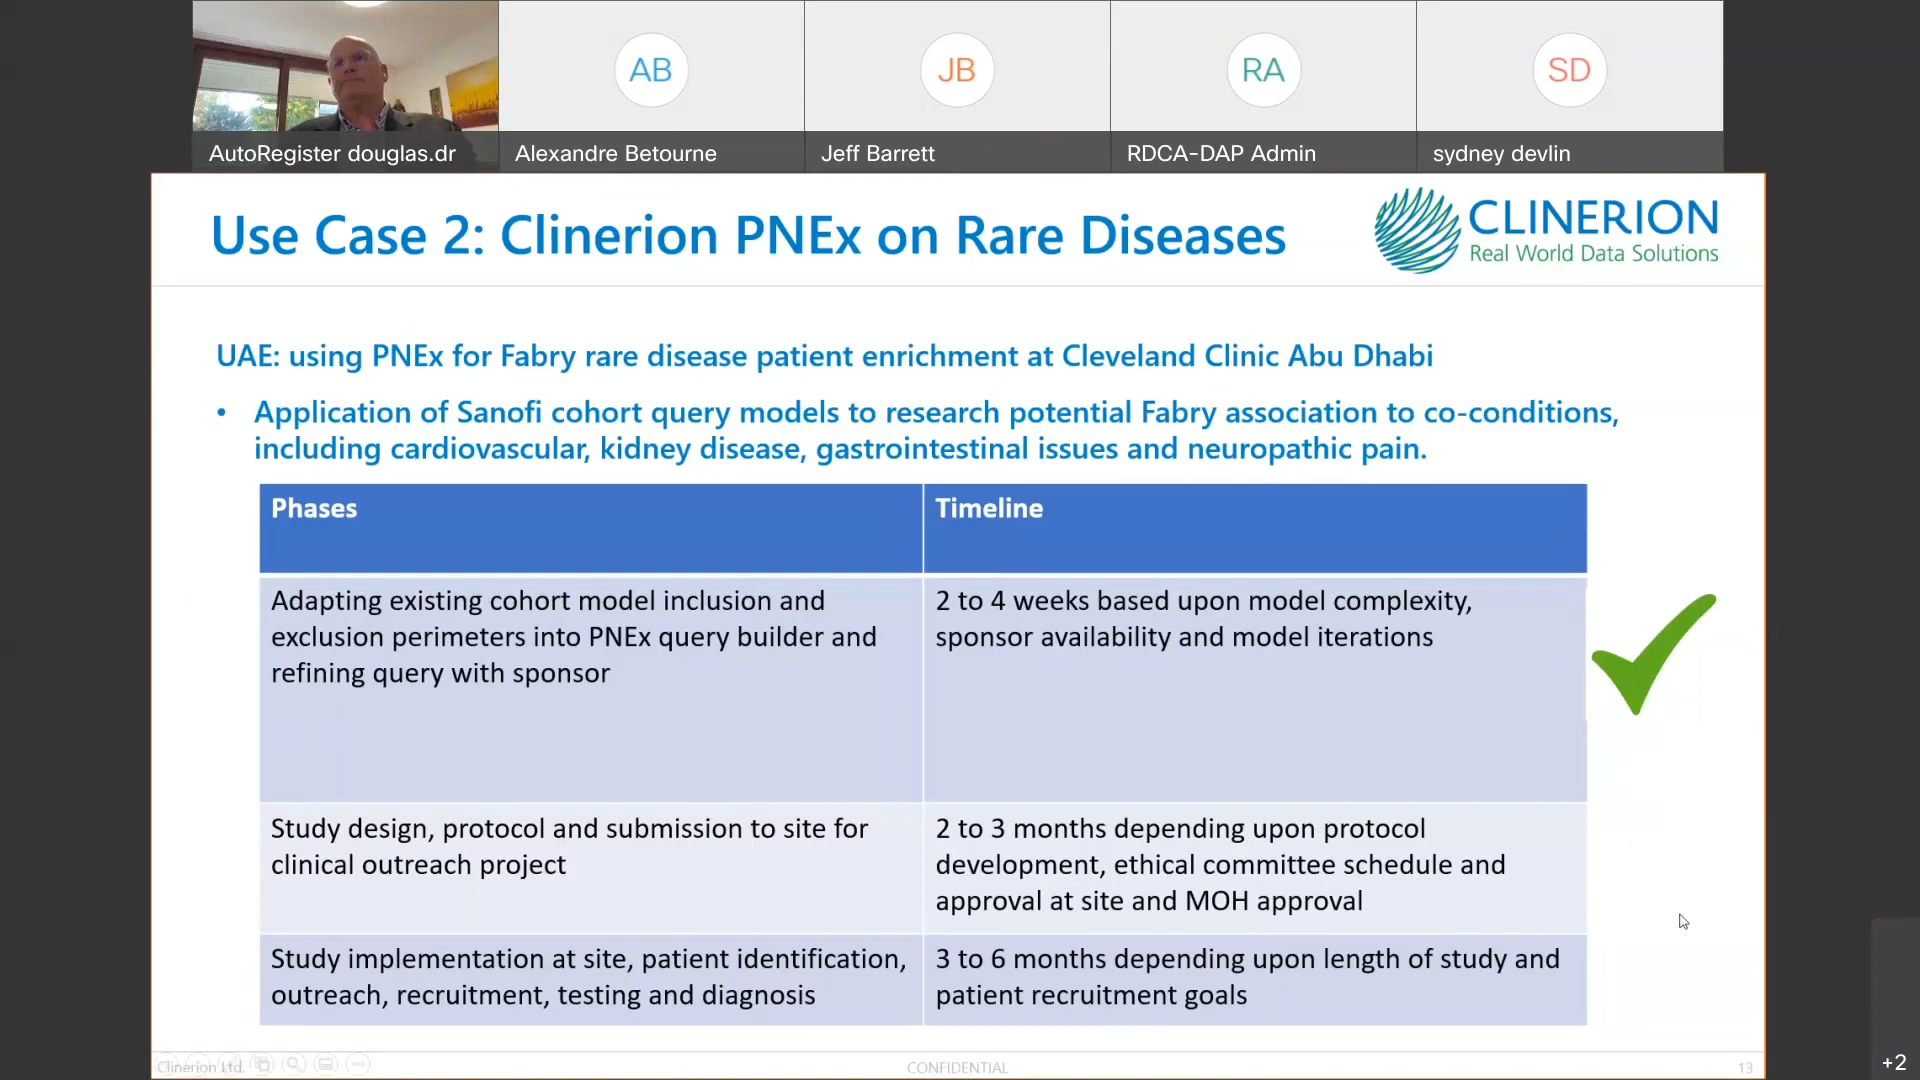 AB
JB
RA
SD
AutoRegister douglas.dr
Alexandre Betourne
Jeff Barrett
RDCA-DAP Admin
sydney devlin
Use Case 2: Clinerion PNEx on Rare Diseases
CLINERION
Real World Data Solutions
UAE: using PNEx for Fabry rare disease patient enrichment at Cleveland Clinic Abu Dhabi
• Application of Sanofi cohort query models to research potential Fabry association to co-conditions,
including cardiovascular, kidney disease, gastrointestinal issues and neuropathic pain.
Phases
Timeline
Adapting existing cohort model inclusion and
exclusion perimeters into PNEx query builder and
refining query with sponsor
2 to 4 weeks based upon model complexity,
sponsor availability and model iterations
Study design, protocol and submission to site for
clinical outreach project
2 to 3 months depending upon protocol
development, ethical committee schedule and
approval at site and MOH approval
Study implementation at site, patient identification,
outreach, recruitment, testing and diagnosis
3 to 6 months depending upon length of study and
patient recruitment goals
Clinerion Ltd.
CONFIDENTIAL
13
+2